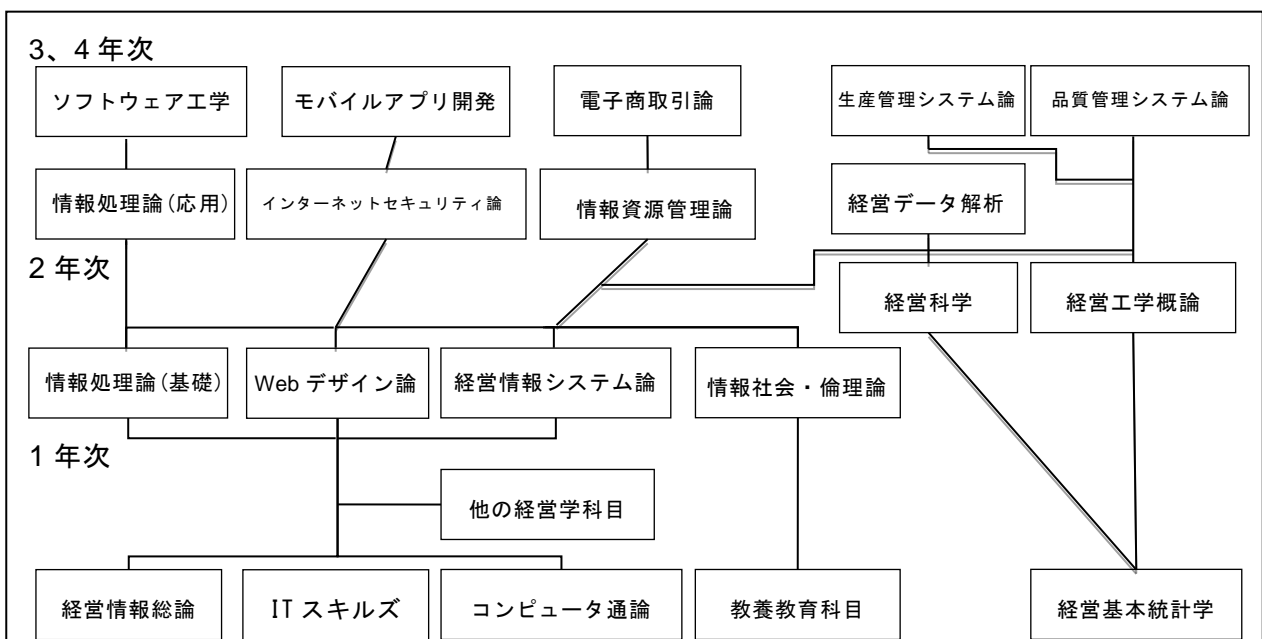 3、4 年次
ソフトウェア工学
モバイルアプリ開発
電子商取引論
生産管理システム論
品質管理システム論
情報処理論(応用)
インターネットセキュリティ論
情報資源管理論
経営データ解析
2 年次
経営科学
経営工学概論
情報処理論(基礎)
Web デザイン論
経営情報システム論
情報社会・倫理論
1 年次
他の経営学科目
経営情報総論
IT スキルズ
コンピュータ通論
教養教育科目
経営基本統計学